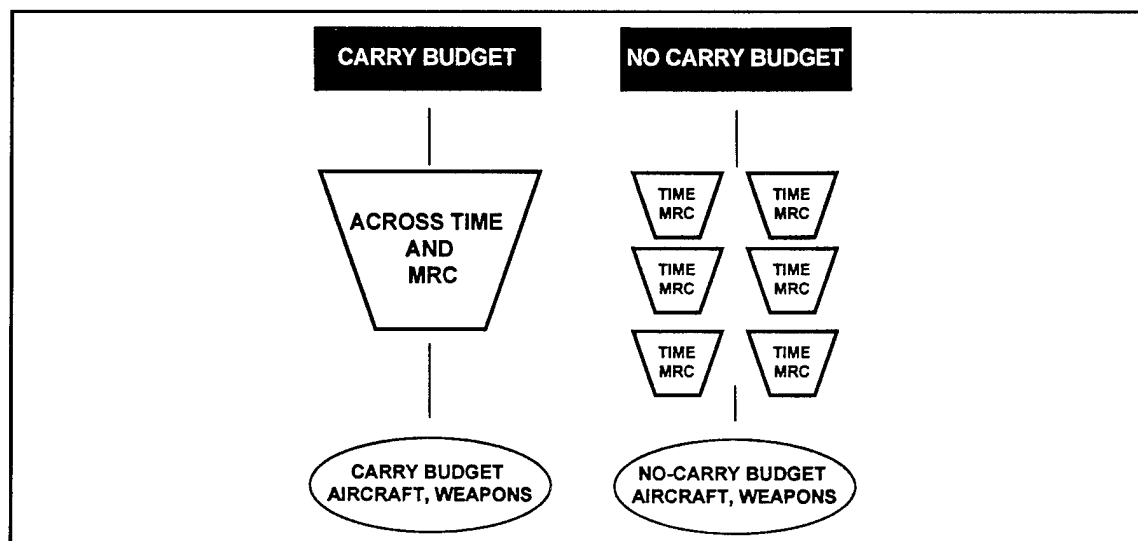 CARRY BUDGET
NO CARRY BUDGET
ACROSS TIME
AND
MRC
TIME
MRC
TIME
MRC
TIME
MRC
TIME
MRC
TIME
MRC
TIME
MRC
CARRY BUDGET
AIRCRAFT, WEAPONS
NO-CARRY BUDGET
AIRCRAFT, WEAPONS